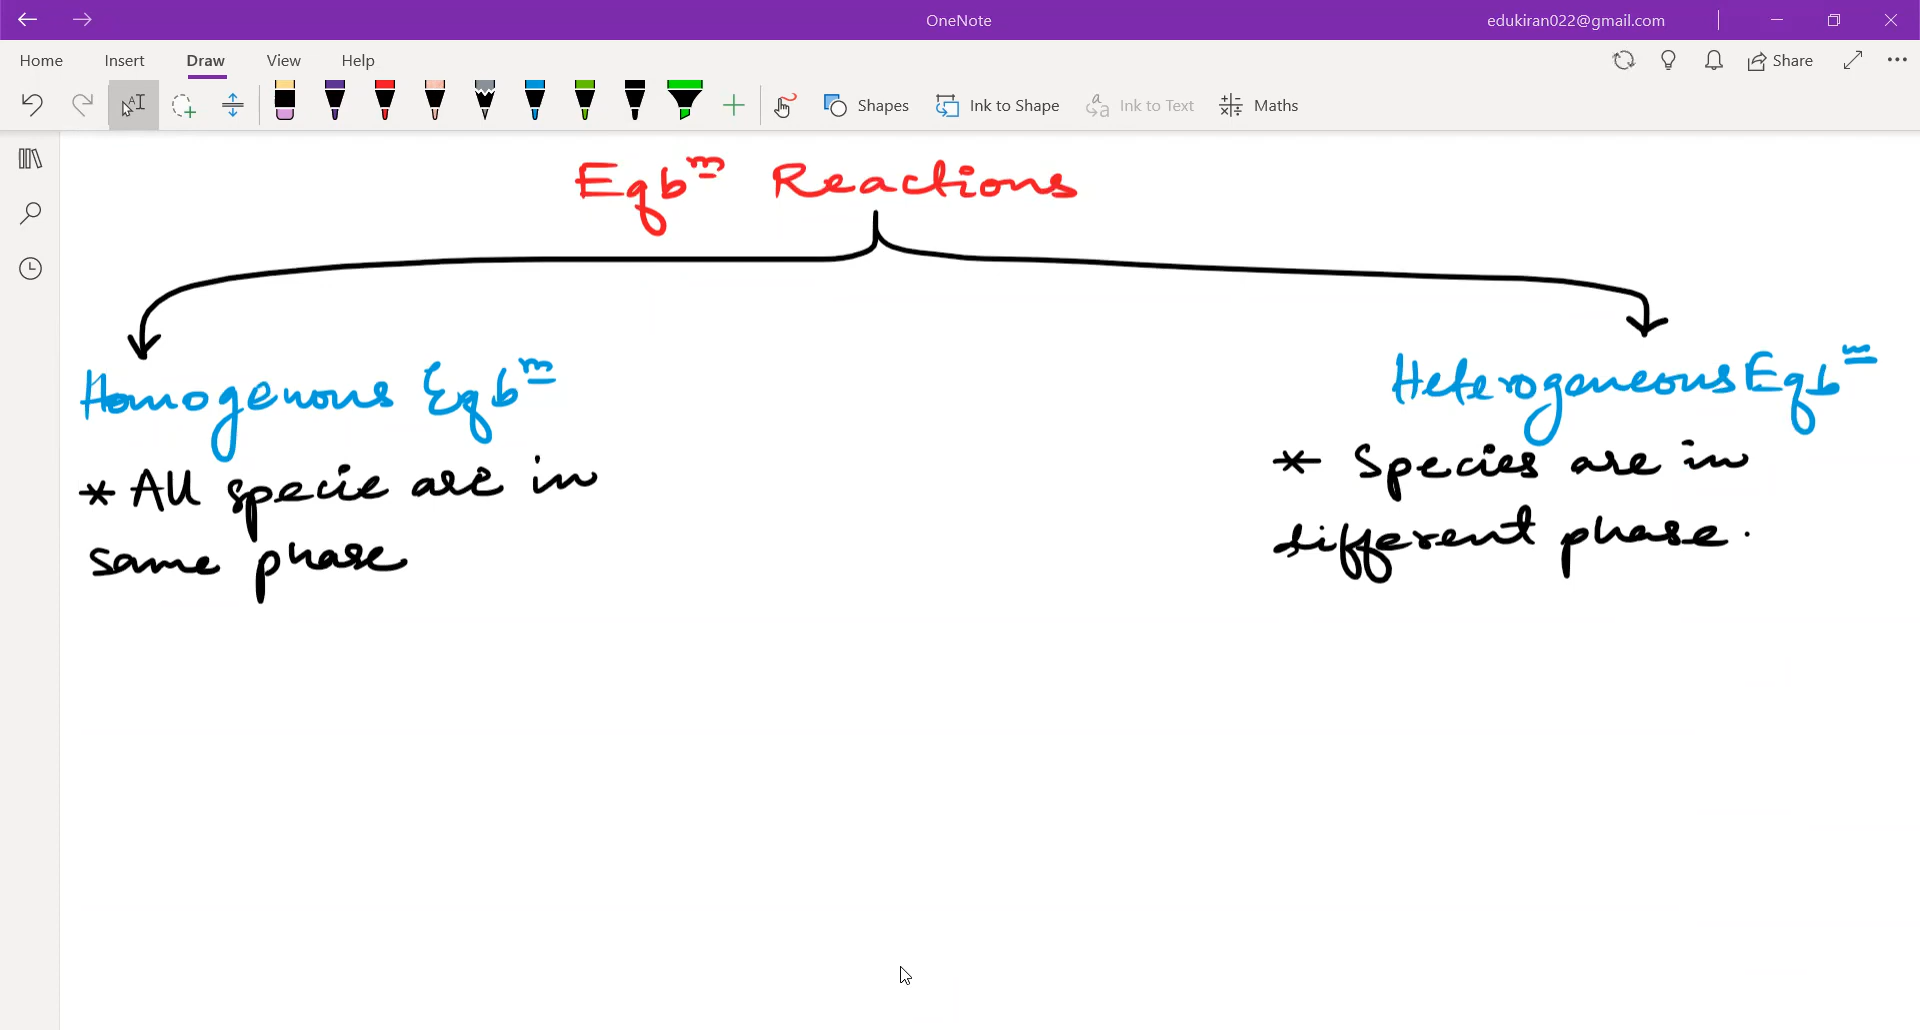 OneNote
edukiran022@gmail.com
Home Insert Draw View Help
Share
Shapes Ink to Shape Ink to Text Maths
Eqbm Reactions
Homogenous Eqbm
* All specie are in
same phase
Heterogeneous Eqbm
* Species are in
different phase.